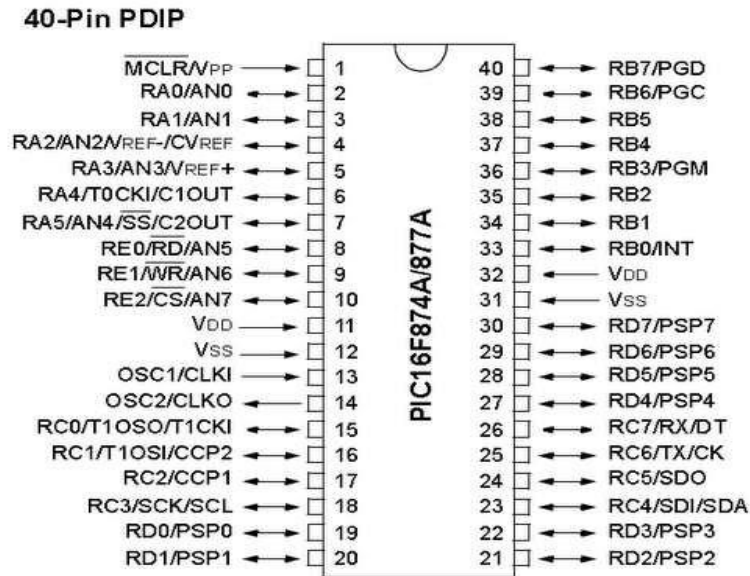 40-Pin PDIP
MCLR/VPP 1 40 RB7/PGD
RA0/AN0 2 39 RB6/PGC
RA1/AN1 3 38 RB5
RA2/AN2/VREF-/CVREF 4 37 RB4
RA3/AN3/VREF+ 5 36 RB3/PGM
RA4/T0CKI/C1OUT 6 35 RB2
RA5/AN4/SS/C2OUT 7 34 RB1
RE0/RD/AN5 8 33 RB0/INT
RE1/WR/AN6 9 32 VDD
RE2/CS/AN7 10 31 VSS
VDD 11 30 RD7/PSP7
VSS 12 29 RD6/PSP6
OSC1/CLKI 13 28 RD5/PSP5
OSC2/CLKO 14 27 RD4/PSP4
RC0/T1OSO/T1CKI 15 26 RC7/RX/DT
RC1/T1OSI/CCP2 16 25 RC6/TX/CK
RC2/CCP1 17 24 RC5/SDO
RC3/SCK/SCL 18 23 RC4/SDI/SDA
RD0/PSP0 19 22 RD3/PSP3
RD1/PSP1 20 21 RD2/PSP2
PIC16F874A/877A